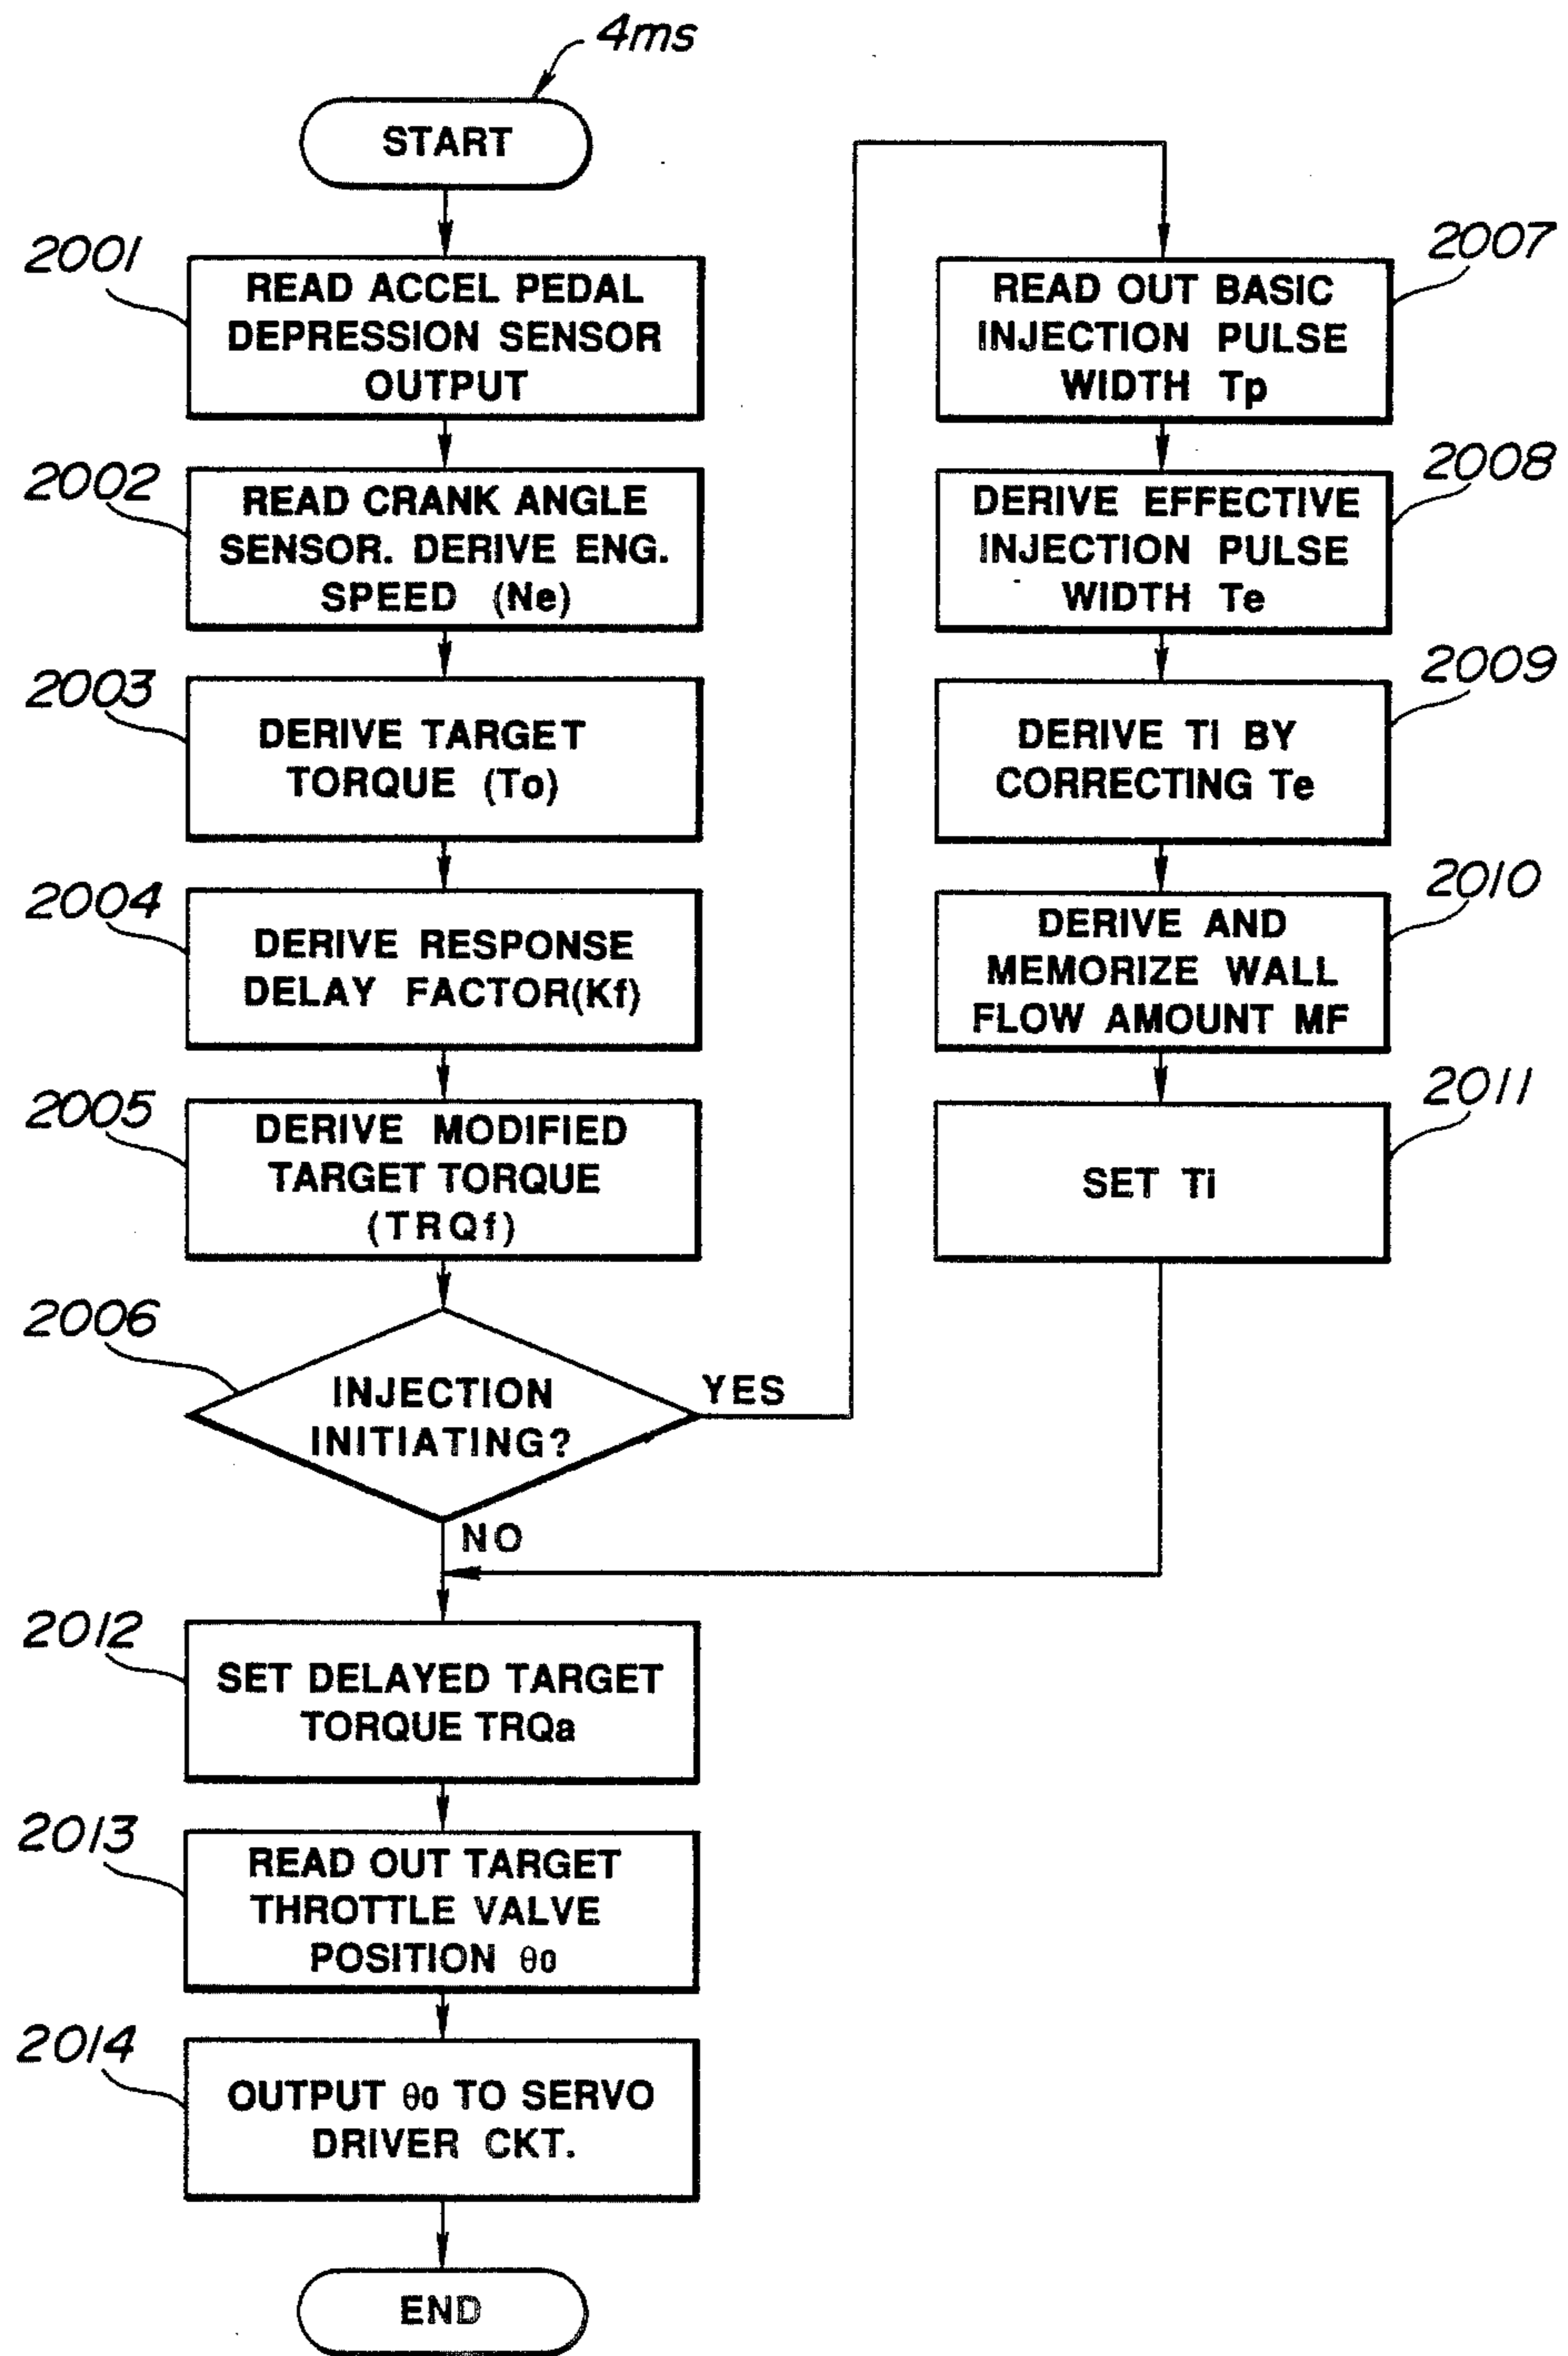 4ms
START
2001
READ ACCEL PEDAL
DEPRESSION SENSOR
OUTPUT
2002
READ CRANK ANGLE
SENSOR. DERIVE ENG.
SPEED (Ne)
2003
DERIVE TARGET
TORQUE (To)
2004
DERIVE RESPONSE
DELAY FACTOR(Kf)
2005
DERIVE MODIFIED
TARGET TORQUE
(TRQf)
2006
INJECTION
INITIATING?
YES
NO
2007
READ OUT BASIC
INJECTION PULSE
WIDTH Tp
2008
DERIVE EFFECTIVE
INJECTION PULSE
WIDTH Te
2009
DERIVE TI BY
CORRECTING Te
2010
DERIVE AND
MEMORIZE WALL
FLOW AMOUNT MF
2011
SET Ti
2012
SET DELAYED TARGET
TORQUE TRQa
2013
READ OUT TARGET
THROTTLE VALVE
POSITION θ0
2014
OUTPUT θ0 TO SERVO
DRIVER CKT.
END